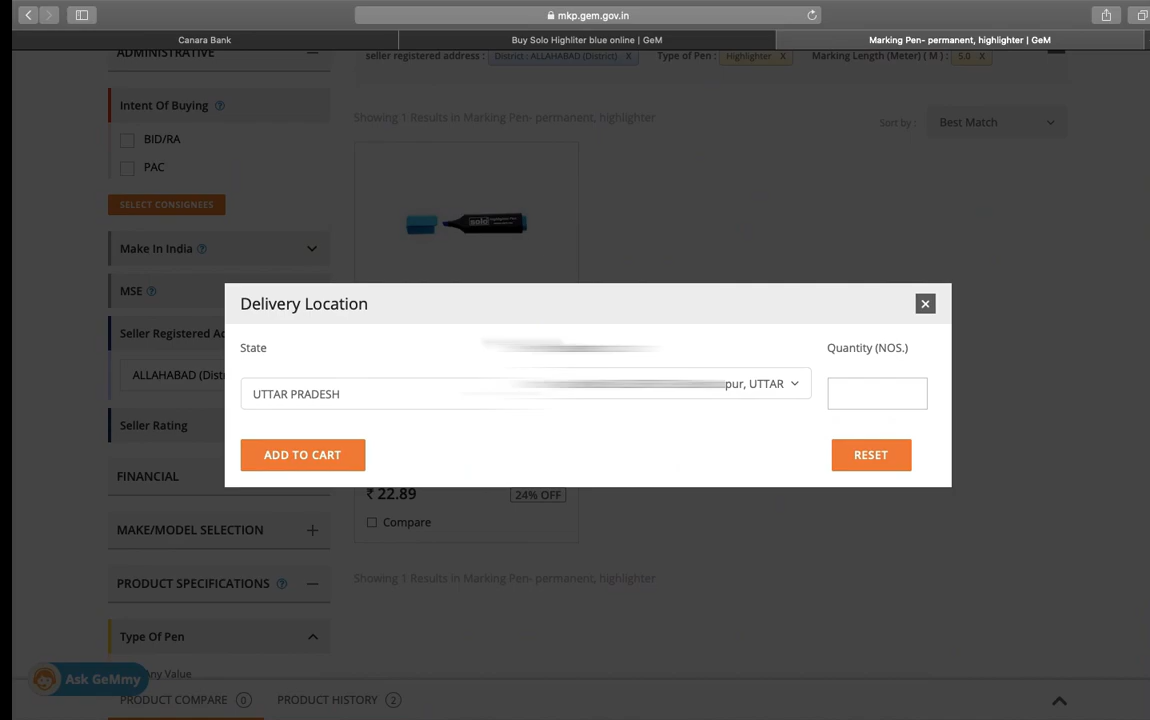 mkp.gem.gov.in
Canara Bank
Buy Solo Highliter blue online | GeM
Marking Pen- permanent, highlighter | GeM
ADMINISTRATIVE
seller registered address : District : ALLAHABAD (District) X Type of Pen : Highlighter X Marking Length (Meter) ( M ) : 5.0 X
Intent Of Buying ?
BID/RA
PAC
SELECT CONSIGNEES
Showing 1 Results in Marking Pen- permanent, highlighter
Sort by : Best Match
solo
Make In India ?
MSE ?
Seller Registered Ad
ALLAHABAD (Distr
Seller Rating
Delivery Location
State
Quantity (NOS.)
UTTAR PRADESH
pur, UTTAR
ADD TO CART
RESET
FINANCIAL
₹ 22.89 24% OFF
Compare
MAKE/MODEL SELECTION
Showing 1 Results in Marking Pen- permanent, highlighter
PRODUCT SPECIFICATIONS ?
Type Of Pen
ny Value
Ask GeMmy
PRODUCT COMPARE 0 PRODUCT HISTORY 2